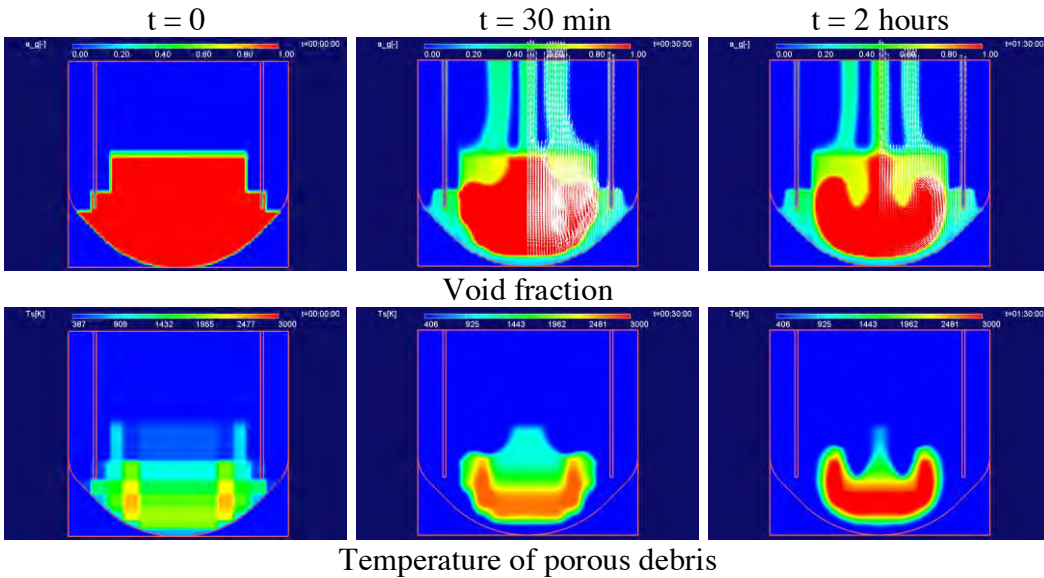 t = 0 t = 30 min t = 2 hours
a_g[-] t=00:00:00 a_g[-] t=00:30:00 a_g[-] t=01:30:00
0.00 0.20 0.40 0.60 0.80 1.00 0.00 0.20 0.40 0.60 0.80 1.00 0.00 0.20 0.40 0.60 0.80 1.00
Void fraction
Ts[K] t=00:00:00 Ts[K] t=00:30:00 Ts[K] t=01:30:00
387 909 1432 1955 2477 3000 406 925 1443 1962 2481 3000 406 925 1443 1962 2481 3000
Temperature of porous debris